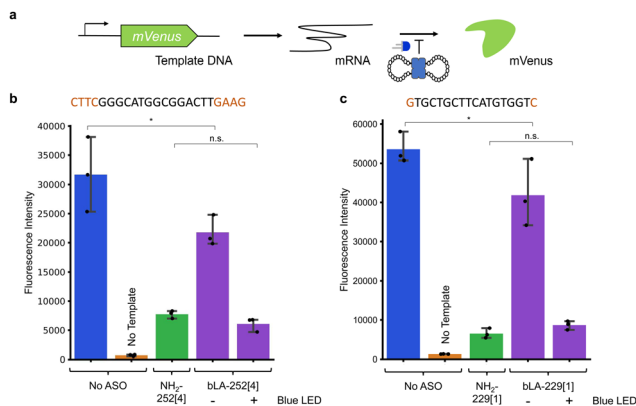 a
mVenus
Template DNA
mRNA
mVenus
b
CTTCGGGCATGGCGGACTTGAAG
*
n.s.
40000
35000
30000
25000
20000
15000
10000
5000
0
Fluorescence Intensity
No Template
No ASO
NH2-
252[4]
bLA-252[4]
- + Blue LED
c
GTGCTGCTTCATGTGGTC
*
n.s.
60000
50000
40000
30000
20000
10000
0
Fluorescence Intensity
No Template
No ASO
NH2-
229[1]
bLA-229[1]
- + Blue LED